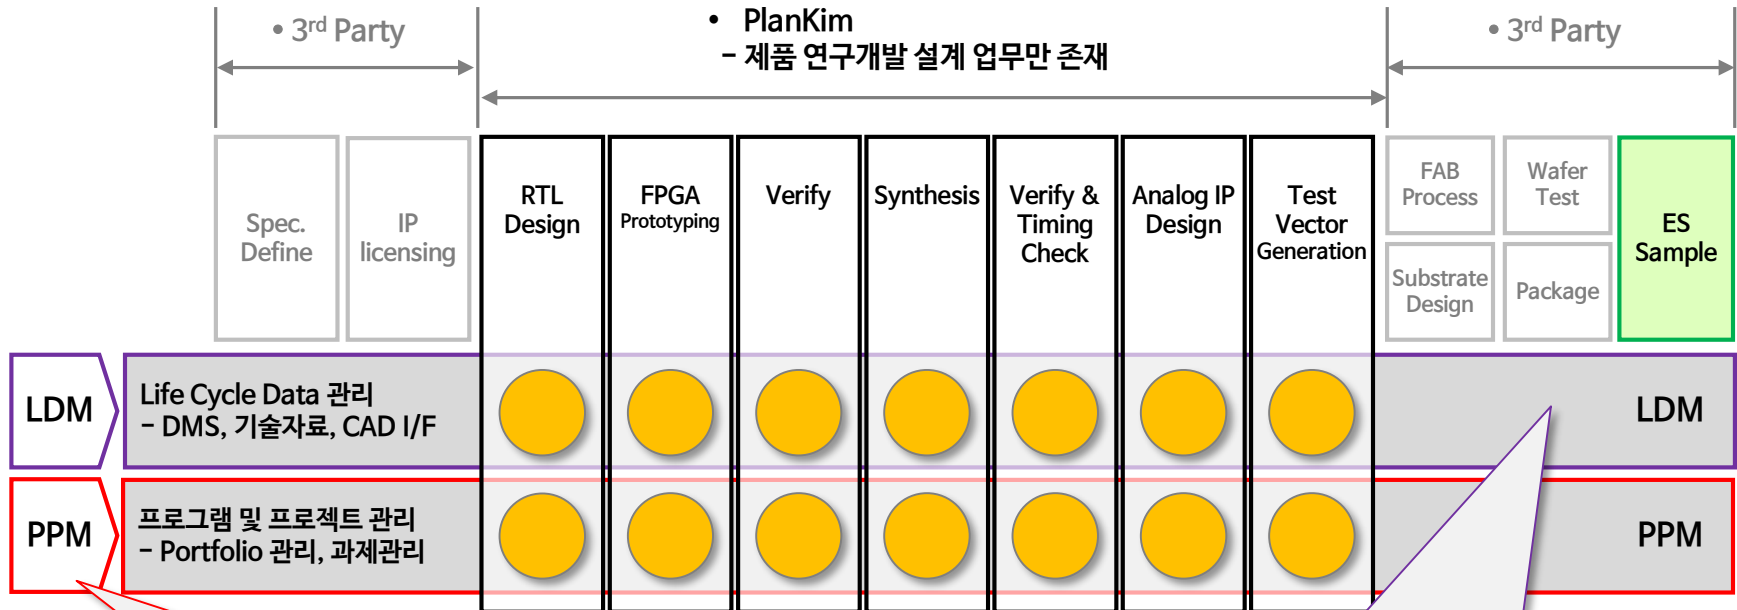 • 3rd Party
• PlanKim
– 제품 연구개발 설계 업무만 존재
• 3rd Party
Spec.
Define
IP
licensing
RTL
Design
FPGA
Prototyping
Verify
Synthesis
Verify &
Timing
Check
Analog IP
Design
Test
Vector
Generation
FAB
Process
Wafer
Test
Substrate
Design
Package
ES
Sample
LDM
Life Cycle Data 관리
– DMS, 기술자료, CAD I/F
LDM
PPM
프로그램 및 프로젝트 관리
– Portfolio 관리, 과제관리
PPM